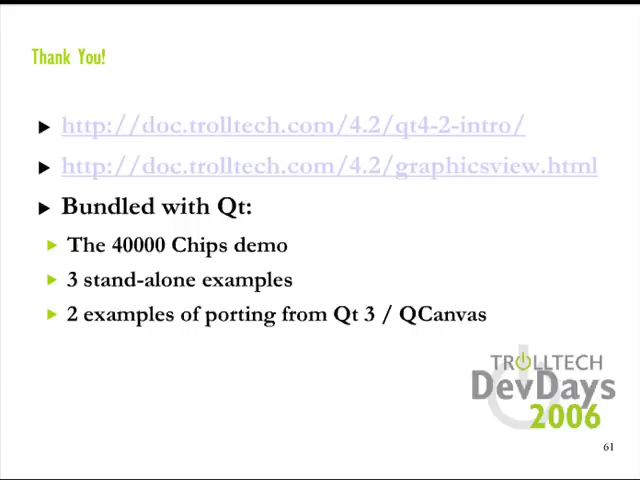 Thank You!
http://doc.trolltech.com/4.2/qt4-2-intro/
http://doc.trolltech.com/4.2/graphicsview.html
Bundled with Qt:
The 40000 Chips demo
3 stand-alone examples
2 examples of porting from Qt 3 / QCanvas
TROLLTECH
DevDays
2006
61